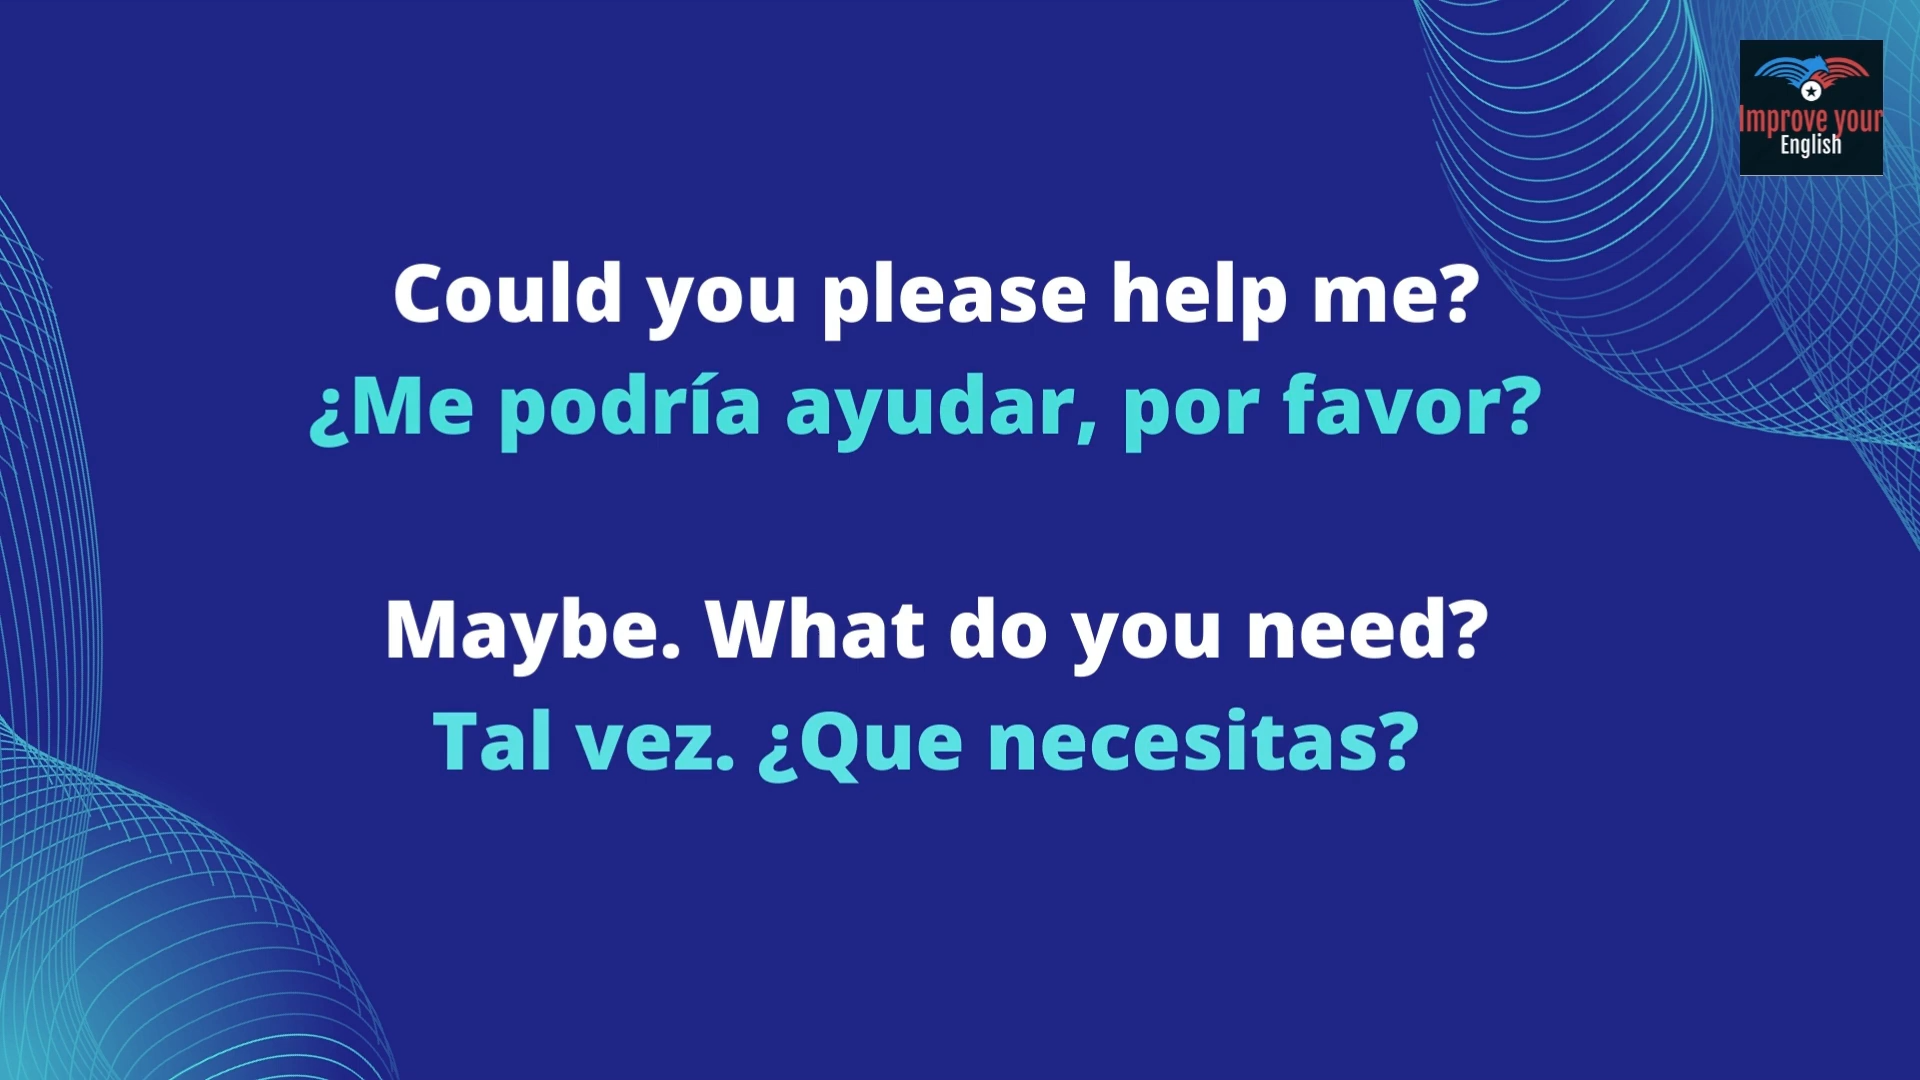 Improve your
English
Could you please help me?
¿Me podría ayudar, por favor?
Maybe. What do you need?
Tal vez. ¿Que necesitas?